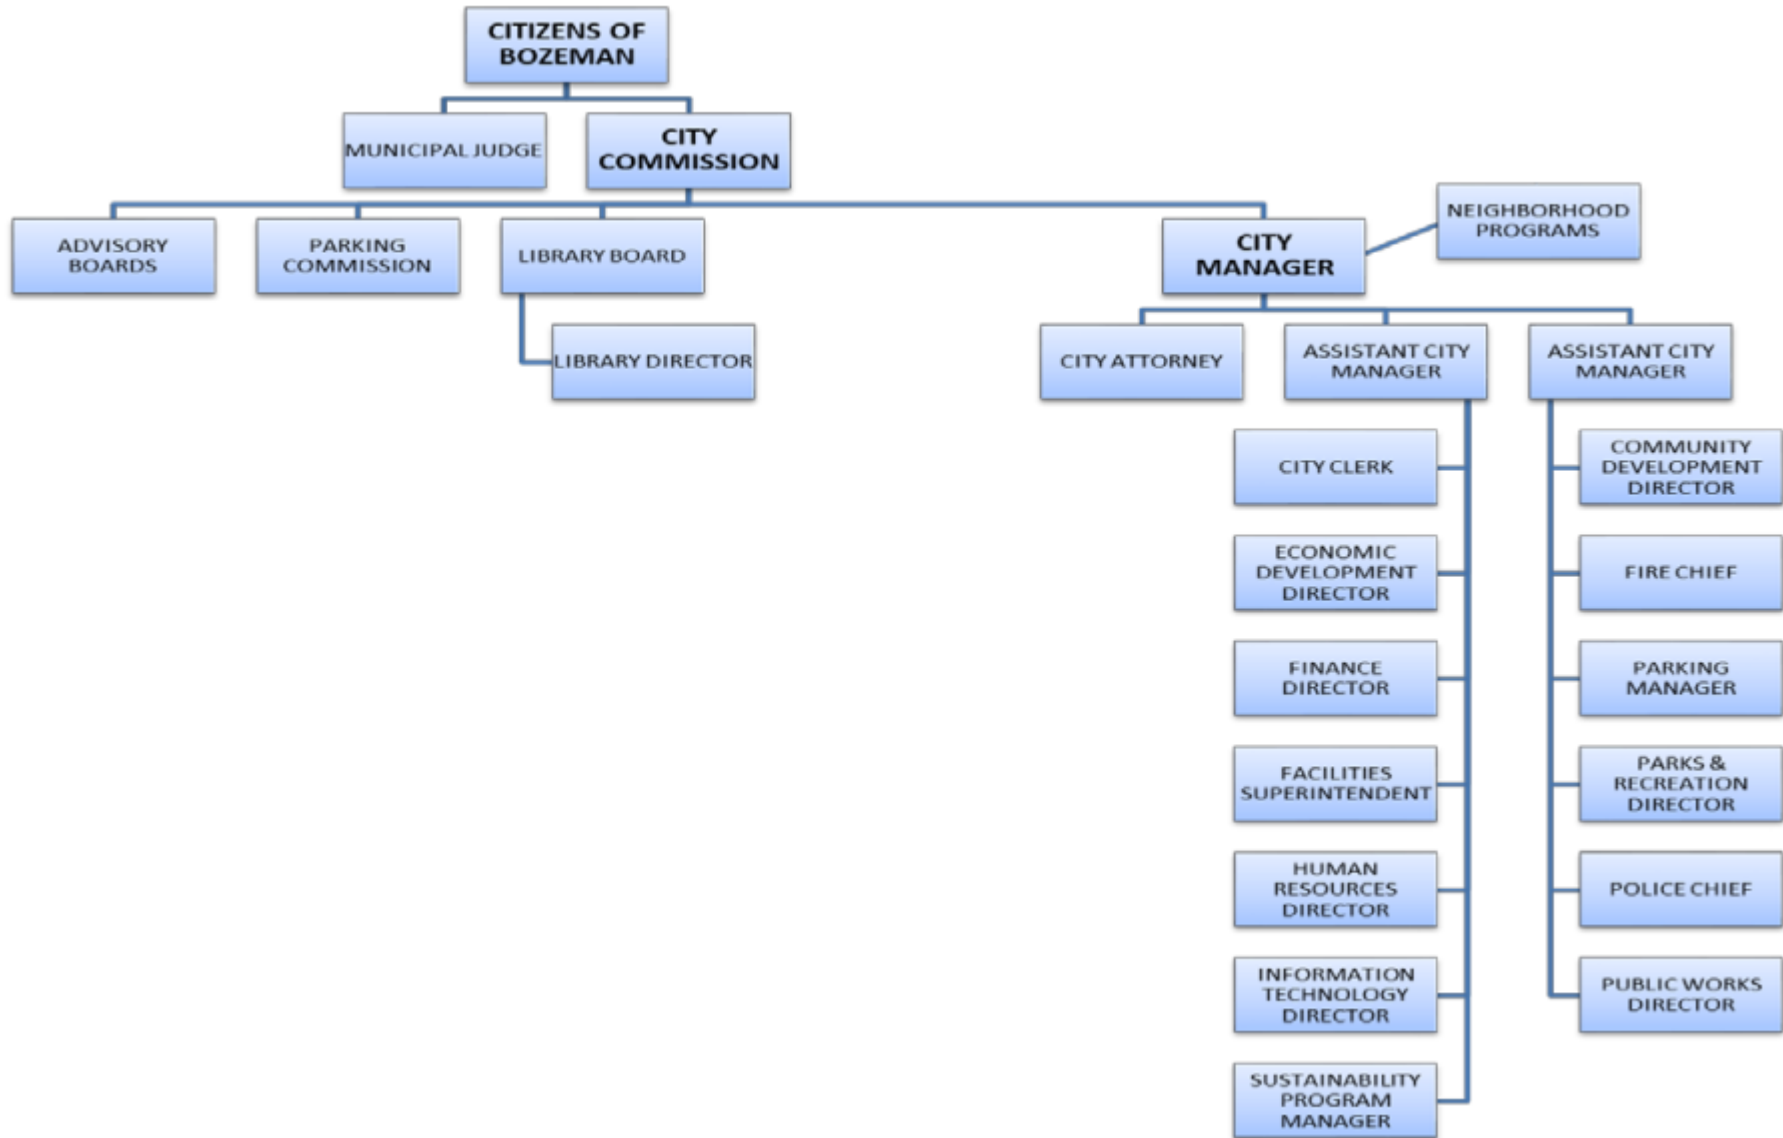 CITIZENS OF
BOZEMAN
MUNICIPAL JUDGE
CITY
COMMISSION
ADVISORY
BOARDS
PARKING
COMMISSION
LIBRARY BOARD
CITY
MANAGER
NEIGHBORHOOD
PROGRAMS
LIBRARY DIRECTOR
CITY ATTORNEY
ASSISTANT CITY
MANAGER
ASSISTANT CITY
MANAGER
CITY CLERK
ECONOMIC
DEVELOPMENT
DIRECTOR
FINANCE
DIRECTOR
FACILITIES
SUPERINTENDENT
HUMAN
RESOURCES
DIRECTOR
INFORMATION
TECHNOLOGY
DIRECTOR
SUSTAINABILITY
PROGRAM
MANAGER
COMMUNITY
DEVELOPMENT
DIRECTOR
FIRE CHIEF
PARKING
MANAGER
PARKS &
RECREATION
DIRECTOR
POLICE CHIEF
PUBLIC WORKS
DIRECTOR